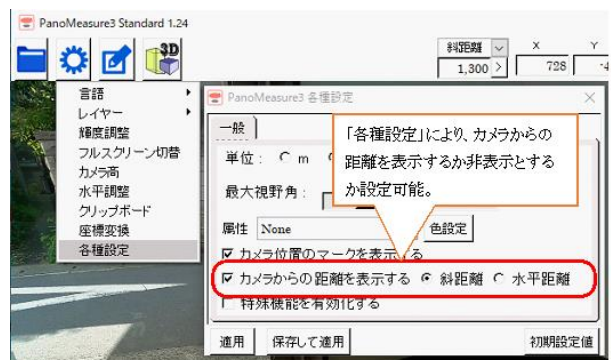 PanoMeasure3 Standard 1.24
3D
斜距離 X Y
1,300 > 728 -4
言語
レイヤー
輝度調整
フルスクリーン切替
カメラ高
水平調整
クリップボード
座標変換
各種設定
PanoMeasure3 各種設定
一般
「各種設定」により、カメラからの
距離を表示するか非表示とする
か設定可能。
単位: m
最大視野角:
属性 None 色設定
カメラ位置のマークを表示する
カメラからの距離を表示する 斜距離 水平距離
特殊機能を有効化する
適用 保存して適用 初期設定値